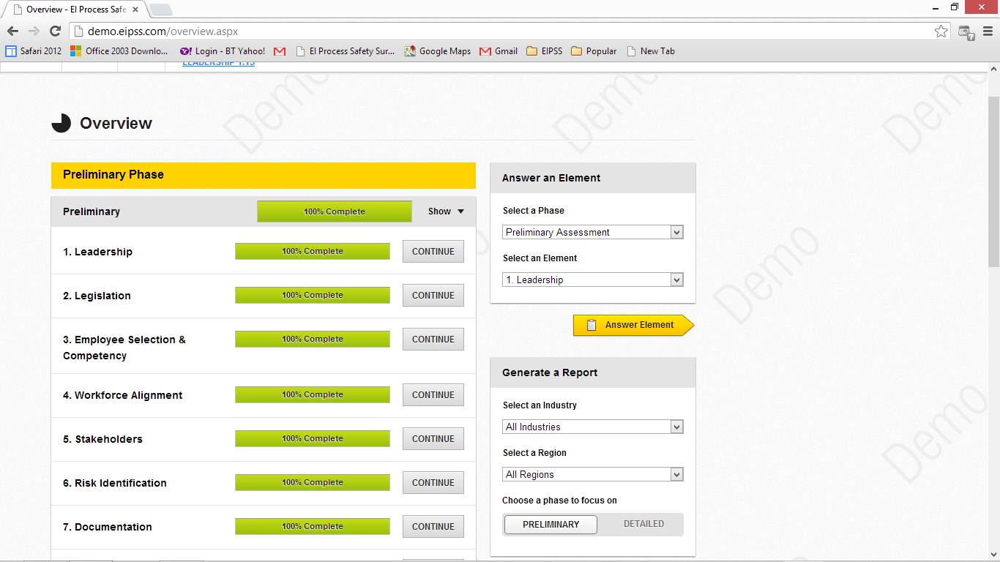 Overview - EI Process Safe
demo.eipss.com/overview.aspx
Safari 2012
Office 2003 Downlo...
Login - BT Yahoo!
EI Process Safety Sur...
Google Maps
Gmail
EIPSS
Popular
New Tab
LEADERSHIP 1.15
Overview
Preliminary Phase
Preliminary
100% Complete
Show
1. Leadership
100% Complete
CONTINUE
2. Legislation
100% Complete
CONTINUE
3. Employee Selection &
Competency
100% Complete
CONTINUE
4. Workforce Alignment
100% Complete
CONTINUE
5. Stakeholders
100% Complete
CONTINUE
6. Risk Identification
100% Complete
CONTINUE
7. Documentation
100% Complete
CONTINUE
Answer an Element
Select a Phase
Preliminary Assessment
Select an Element
1. Leadership
Answer Element
Generate a Report
Select an Industry
All Industries
Select a Region
All Regions
Choose a phase to focus on
PRELIMINARY
DETAILED
Demo
Demo
Demo
Demo
Demo